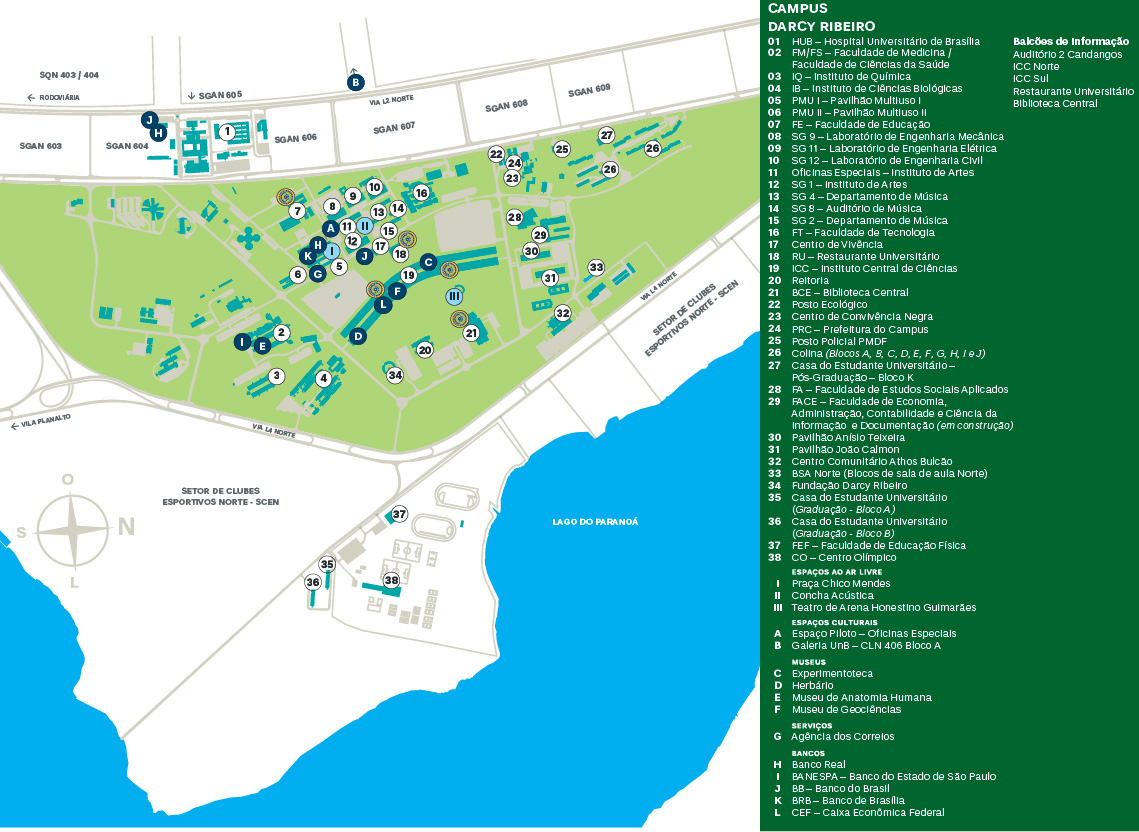 SQN 403 / 404
← RODOVIÁRIA
↓ SGAN 605
B
VIA L2 NORTE
SGAN 608
SGAN 609
J
H
1
SGAN 603
SGAN 604
SGAN 606
SGAN 607
22
24
23
25
27
26
26
7
8
9
10
13
14
16
A
11
II
12
15
17
18
H
K
I
J
6
G
5
19
C
F
L
D
III
21
20
34
28
29
30
31
33
32
I
E
2
3
4
VIA L4 NORTE
SETOR DE CLUBES
ESPORTIVOS NORTE - SCEN
← VILA PLANALTO
VIA L4 NORTE
SETOR DE CLUBES
ESPORTIVOS NORTE - SCEN
O
S
N
L
LAGO DO PARANOÁ
37
35
36
38
CAMPUS
DARCY RIBEIRO
01 HUB – Hospital Universitário de Brasília
02 FM/FS – Faculdade de Medicina /
Faculdade de Ciências da Saúde
03 IQ – Instituto de Química
04 IB – Instituto de Ciências Biológicas
05 PMU I – Pavilhão Multiuso I
06 PMU II – Pavilhão Multiuso II
07 FE – Faculdade de Educação
08 SG 9 – Laboratório de Engenharia Mecânica
09 SG 11 – Laboratório de Engenharia Elétrica
10 SG 12 – Laboratório de Engenharia Civil
11 Oficinas Especiais – Instituto de Artes
12 SG 1 – Instituto de Artes
13 SG 4 – Departamento de Música
14 SG 8 – Auditório de Música
15 SG 2 – Departamento de Música
16 FT – Faculdade de Tecnologia
17 Centro de Vivência
18 RU – Restaurante Universitário
19 ICC – Instituto Central de Ciências
20 Reitoria
21 BCE – Biblioteca Central
22 Posto Ecológico
23 Centro de Convivência Negra
24 PRC – Prefeitura do Campus
25 Posto Policial PMDF
26 Colina (Blocos A, B, C, D, E, F, G, H, I e J)
27 Casa do Estudante Universitário –
Pós-Graduação – Bloco K
28 FA – Faculdade de Estudos Sociais Aplicados
29 FACE – Faculdade de Economia,
Administração, Contabilidade e Ciência da
Informação e Documentação (em construção)
30 Pavilhão Anísio Teixeira
31 Pavilhão João Calmon
32 Centro Comunitário Athos Bulcão
33 BSA Norte (Blocos de sala de aula Norte)
34 Fundação Darcy Ribeiro
35 Casa do Estudante Universitário
(Graduação - Bloco A)
36 Casa do Estudante Universitário
(Graduação - Bloco B)
37 FEF – Faculdade de Educação Física
38 CO – Centro Olímpico
ESPAÇOS AO AR LIVRE
I Praça Chico Mendes
II Concha Acústica
III Teatro de Arena Honestino Guimarães
ESPAÇOS CULTURAIS
A Espaço Piloto – Oficinas Especiais
B Galeria UnB – CLN 406 Bloco A
MUSEUS
C Experimentoteca
D Herbário
E Museu de Anatomia Humana
F Museu de Geociências
SERVIÇOS
G Agência dos Correios
BANCOS
H Banco Real
I BANESPA – Banco do Estado de São Paulo
J BB – Banco do Brasil
K BRB – Banco de Brasília
L CEF – Caixa Econômica Federal
Balcões de Informação
Auditório 2 Candangos
ICC Norte
ICC Sul
Restaurante Universitário
Biblioteca Central